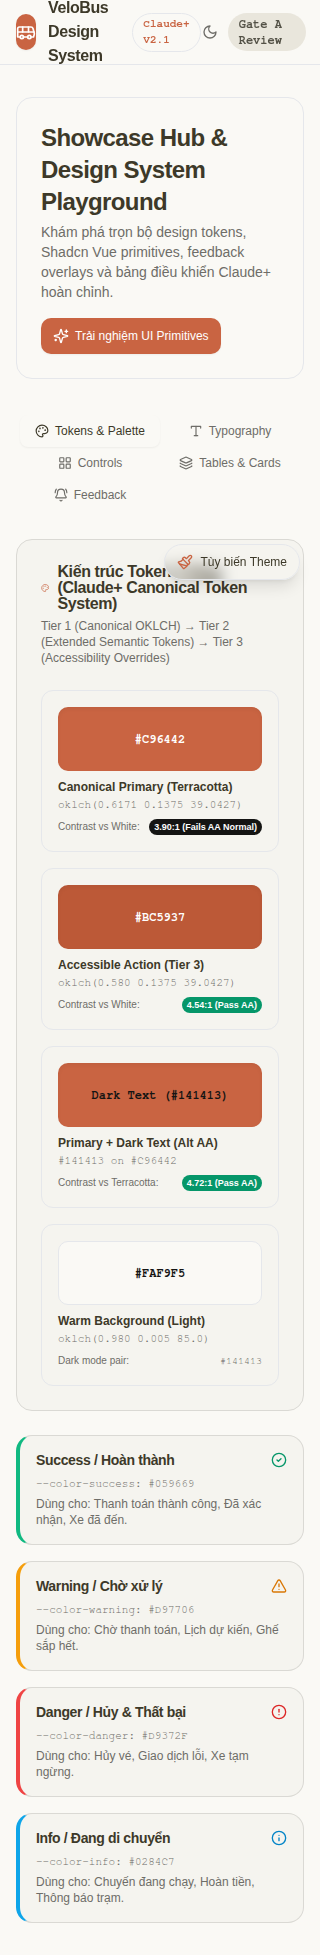 VeloBus
Design
System
Claude+
v2.1
Gate A
Review
Showcase Hub &
Design System
Playground
Khám phá trọn bộ design tokens,
Shadcn Vue primitives, feedback
overlays và bảng điều khiển Claude+
hoàn chỉnh.
Trải nghiệm UI Primitives
Tokens & Palette
Typography
Controls
Tables & Cards
Feedback
Tùy biến Theme
Kiến trúc Token
(Claude+ Canonical Token
System)
Tier 1 (Canonical OKLCH) → Tier 2
(Extended Semantic Tokens) → Tier 3
(Accessibility Overrides)
#C96442
Canonical Primary (Terracotta)
oklch(0.6171 0.1375 39.0427)
Contrast vs White: 3.90:1 (Fails AA Normal)
#BC5937
Accessible Action (Tier 3)
oklch(0.580 0.1375 39.0427)
Contrast vs White: 4.54:1 (Pass AA)
Dark Text (#141413)
Primary + Dark Text (Alt AA)
#141413 on #C96442
Contrast vs Terracotta: 4.72:1 (Pass AA)
#FAF9F5
Warm Background (Light)
oklch(0.980 0.005 85.0)
Dark mode pair: #141413
Success / Hoàn thành
--color-success: #059669
Dùng cho: Thanh toán thành công, Đã xác
nhận, Xe đã đến.
Warning / Chờ xử lý
--color-warning: #D97706
Dùng cho: Chờ thanh toán, Lịch dự kiến, Ghế
sắp hết.
Danger / Hủy & Thất bại
--color-danger: #D9372F
Dùng cho: Hủy vé, Giao dịch lỗi, Xe tạm
ngừng.
Info / Đang di chuyển
--color-info: #0284C7
Dùng cho: Chuyến đang chạy, Hoàn tiền,
Thông báo trạm.